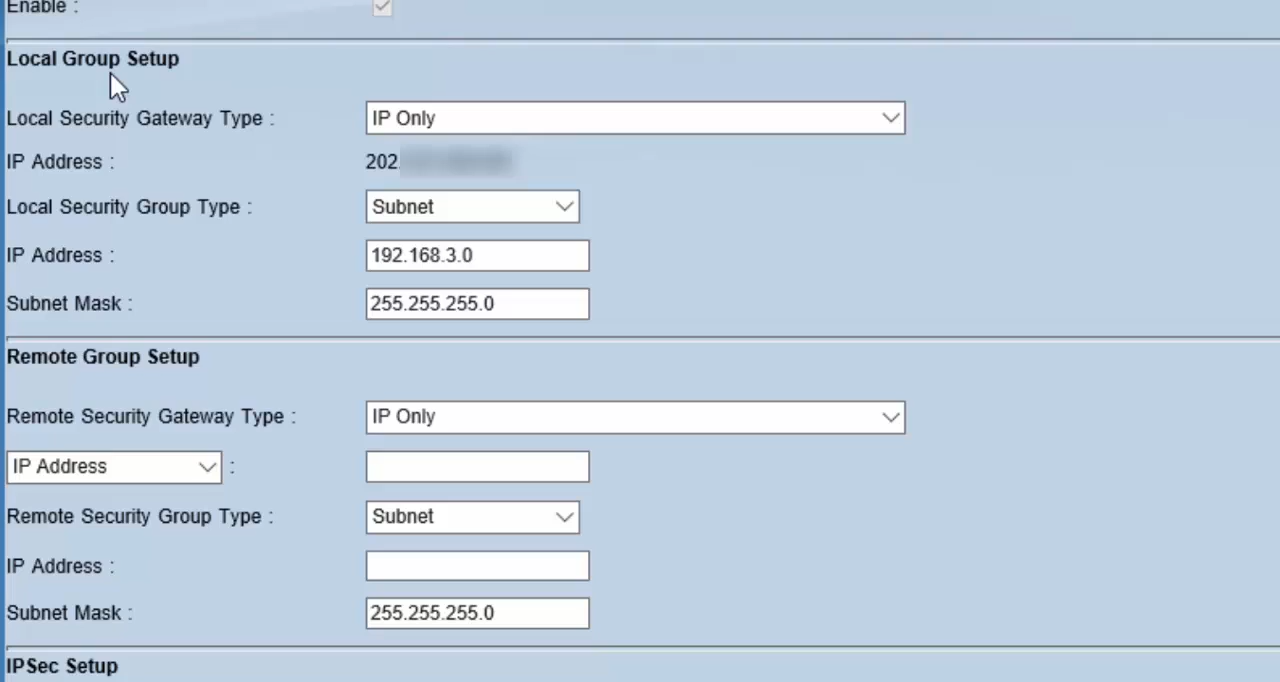 Enable :
Local Group Setup
Local Security Gateway Type : IP Only
IP Address : 202.
Local Security Group Type : Subnet
IP Address : 192.168.3.0
Subnet Mask : 255.255.255.0
Remote Group Setup
Remote Security Gateway Type : IP Only
IP Address :
Remote Security Group Type : Subnet
IP Address :
Subnet Mask : 255.255.255.0
IPSec Setup